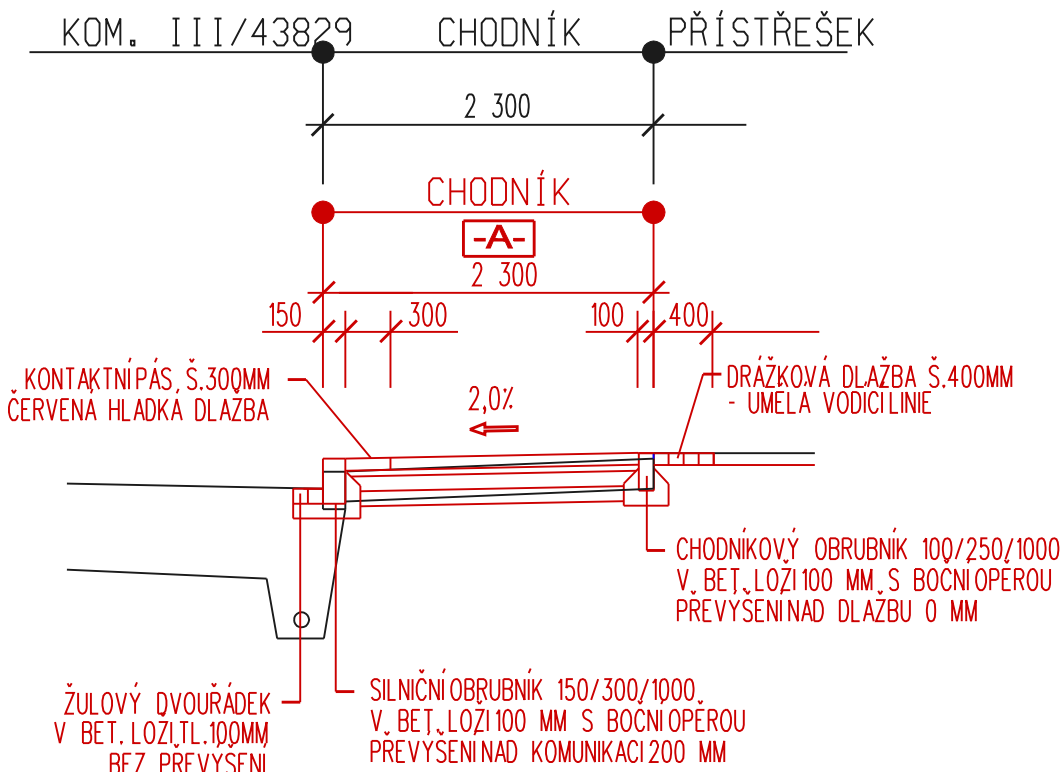 KOM. III/43829 CHODNÍK PŘÍSTŘEŠEK
2 300
CHODNÍK
-A-
2 300
150 300 100 400
KONTAKTNÍ PÁS, Š.300MM
ČERVENÁ HLADKÁ DLAŽBA
2,0%
DRÁŽKOVÁ DLAŽBA Š.400MM
- UMĚLÁ VODÍCÍ LINIE
CHODNÍKOVÝ OBRUBNÍK 100/250/1000
V BET. LOŽI 100 MM S BOČNÍ OPĚROU
PŘEVÝŠENÍ NAD DLAŽBU 0 MM
ŽULOVÝ DVOUŘÁDEK
V BET. LOŽI TL.100MM
BEZ PŘEVÝŠENÍ
SILNIČNÍ OBRUBNÍK 150/300/1000
V BET. LOŽI 100 MM S BOČNÍ OPĚROU
PŘEVÝŠENÍ NAD KOMUNIKACÍ 200 MM